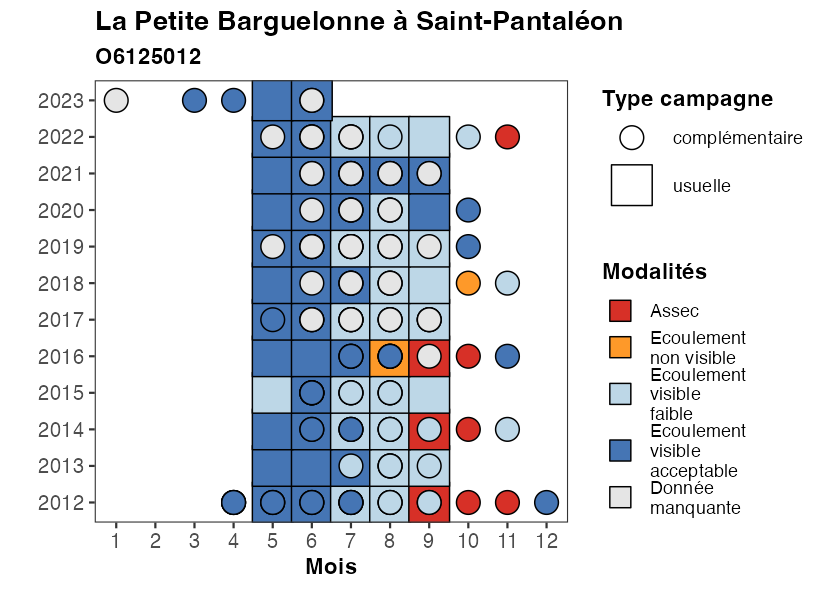 La Petite Barguelonne à Saint-Pantaléon
O6125012
2023
2022
2021
2020
2019
2018
2017
2016
2015
2014
2013
2012
1 2 3 4 5 6 7 8 9 10 11 12
Mois
Type campagne
complémentaire
usuelle
Modalités
Assec
Ecoulement
non visible
Ecoulement
visible
faible
Ecoulement
visible
acceptable
Donnée
manquante